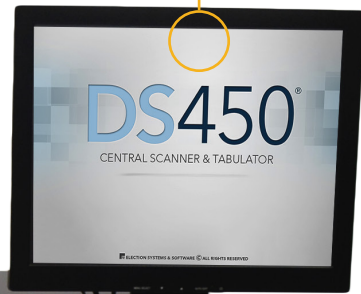 DS450®
CENTRAL SCANNER & TABULATOR
ELECTION SYSTEMS & SOFTWARE © ALL RIGHTS RESERVED